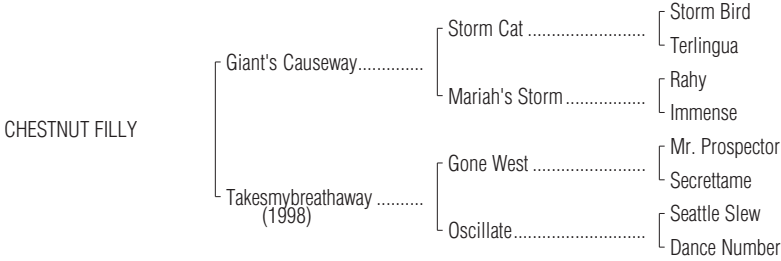 Storm Bird
Storm Cat ..........................
Terlingua
Giant's Causeway..............
Rahy
Mariah's Storm .................
Immense
CHESTNUT FILLY
Mr. Prospector
Gone West ........................
Secrettame
Takesmybreathaway ..........
(1998)
Seattle Slew
Oscillate.............................
Dance Number